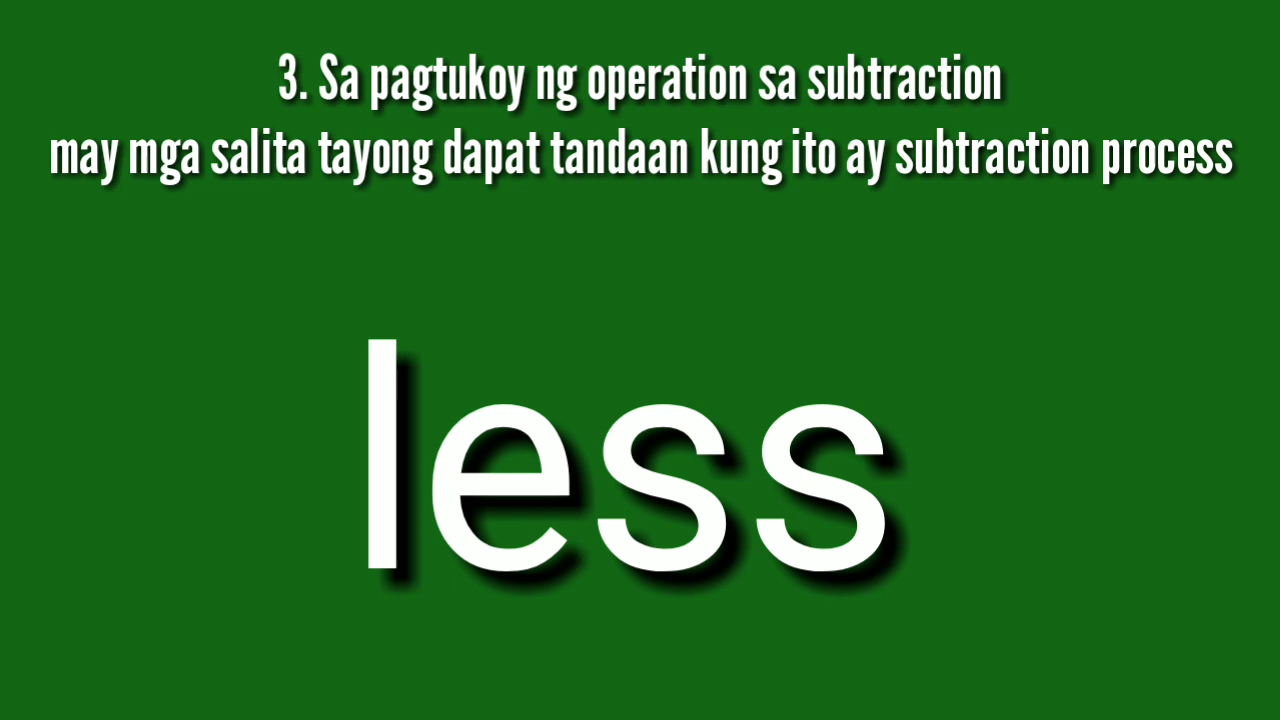 3. Sa pagtukoy ng operation sa subtraction
may mga salita tayong dapat tandaan kung ito ay subtraction process
less